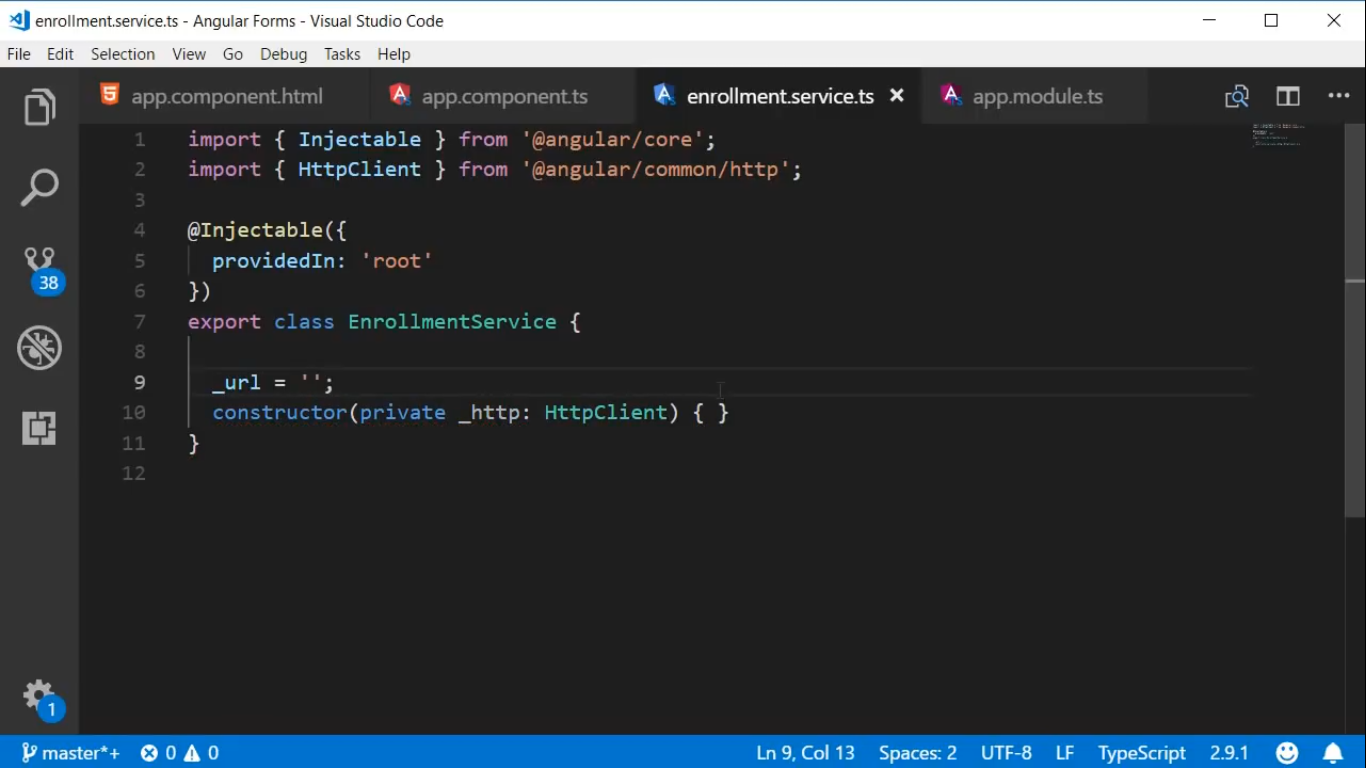 enrollment.service.ts - Angular Forms - Visual Studio Code
File Edit Selection View Go Debug Tasks Help
app.component.html app.component.ts enrollment.service.ts app.module.ts
1 import { Injectable } from '@angular/core';
2 import { HttpClient } from '@angular/common/http';
3
4 @Injectable({
5 providedIn: 'root'
6 })
7 export class EnrollmentService {
8
9 _url = '';
10 constructor(private _http: HttpClient) { }
11 }
12
38
1
master*+ 0 0 Ln 9, Col 13 Spaces: 2 UTF-8 LF TypeScript 2.9.1